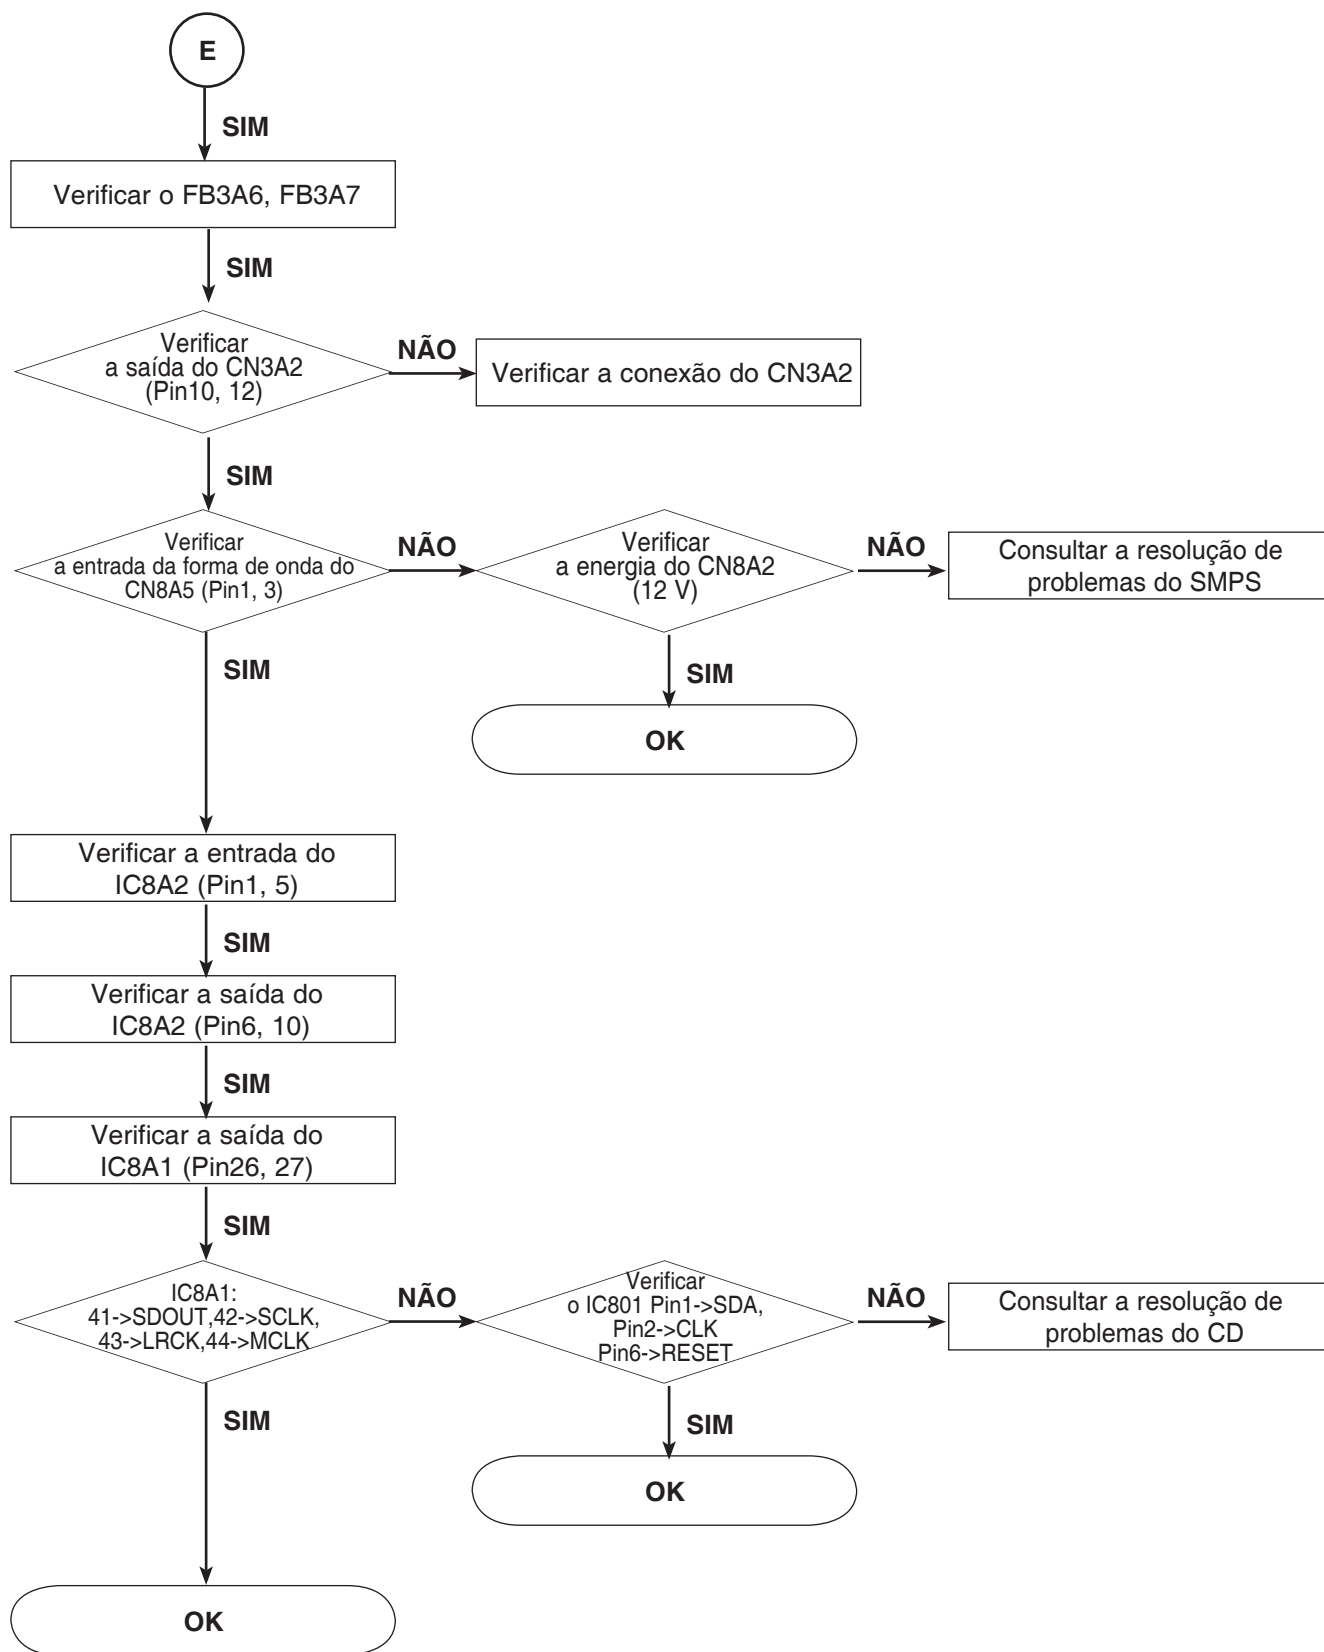 E
SIM
Verificar o FB3A6, FB3A7
SIM
Verificar
a saída do CN3A2
(Pin10, 12)
NÃO
Verificar a conexão do CN3A2
SIM
Verificar
a entrada da forma de onda do
CN8A5 (Pin1, 3)
NÃO
Verificar
a energia do CN8A2
(12 V)
NÃO
Consultar a resolução de
problemas do SMPS
SIM
SIM
OK
Verificar a entrada do
IC8A2 (Pin1, 5)
SIM
Verificar a saída do
IC8A2 (Pin6, 10)
SIM
Verificar a saída do
IC8A1 (Pin26, 27)
SIM
IC8A1:
41->SDOUT,42->SCLK,
43->LRCK,44->MCLK
NÃO
Verificar
o IC801 Pin1->SDA,
Pin2->CLK
Pin6->RESET
NÃO
Consultar a resolução de
problemas do CD
SIM
SIM
OK
OK